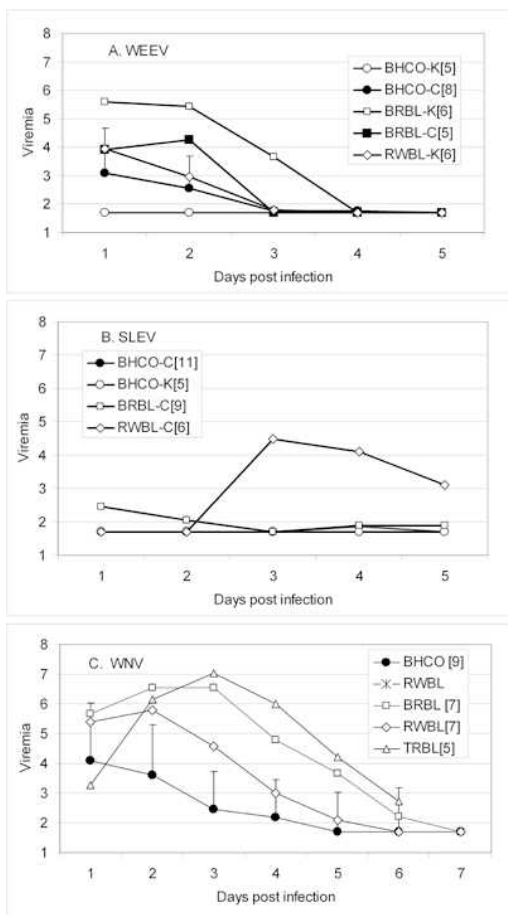 A. WEEV
BHCO-K[5]
BHCO-C[8]
BRBL-K[6]
BRBL-C[5]
RWBL-K[6]
Viremia
8
7
6
5
4
3
2
1
1 2 3 4 5
Days post infection
B. SLEV
BHCO-C[11]
BHCO-K[5]
BRBL-C[9]
RWBL-C[6]
Viremia
8
7
6
5
4
3
2
1
1 2 3 4 5
Days post infection
C. WNV
BHCO [9]
RWBL
BRBL [7]
RWBL[7]
TRBL[5]
Viremia
8
7
6
5
4
3
2
1
1 2 3 4 5 6 7
Days post infection